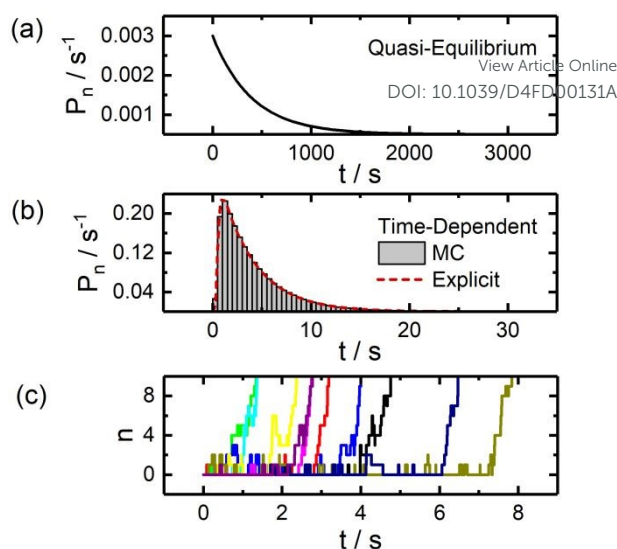 (a)
P_n / s^-1
0.003
0.002
0.001
Quasi-Equilibrium
View Article Online
DOI: 10.1039/D4FD00131A
0 1000 2000 3000
t / s
(b)
P_n / s^-1
0.20
0.12
0.04
Time-Dependent
MC
Explicit
0 10 20 30
t / s
(c)
n
8
4
0
0 2 4 6 8
t / s